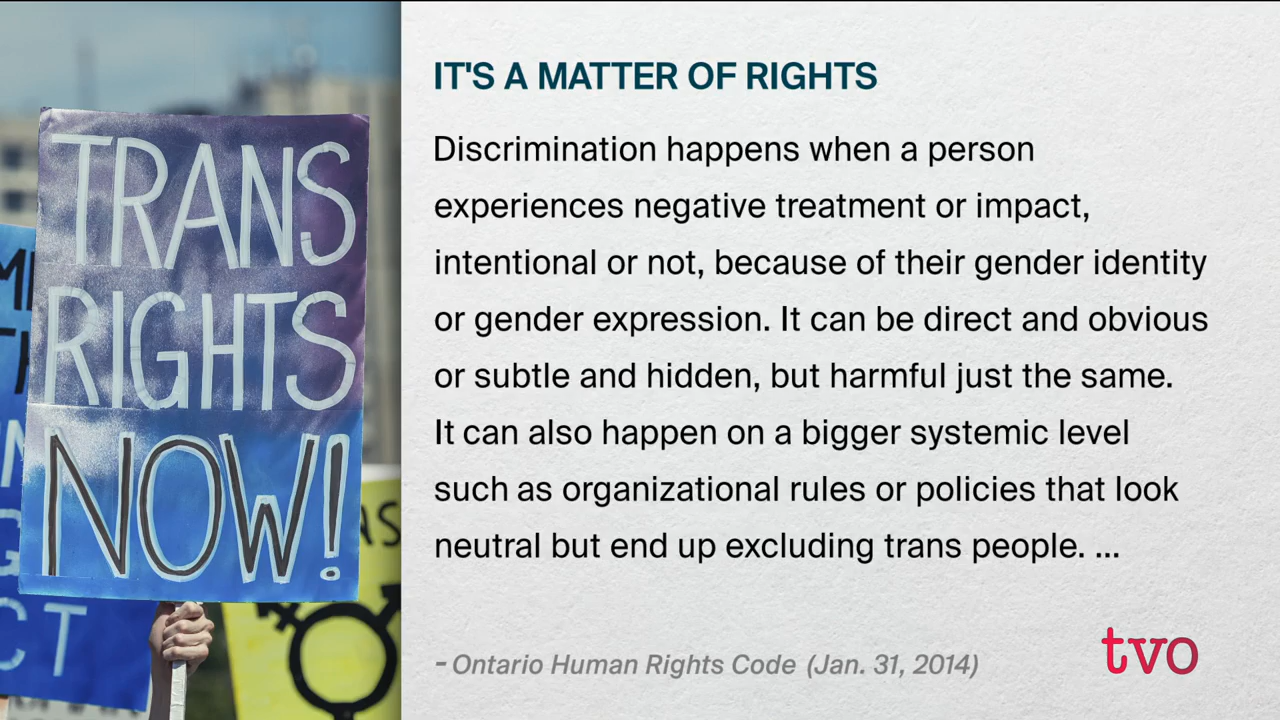 TRANS
RIGHTS
NOW!
CT
IT'S A MATTER OF RIGHTS
Discrimination happens when a person
experiences negative treatment or impact,
intentional or not, because of their gender identity
or gender expression. It can be direct and obvious
or subtle and hidden, but harmful just the same.
It can also happen on a bigger systemic level
such as organizational rules or policies that look
neutral but end up excluding trans people. ...
- Ontario Human Rights Code (Jan. 31, 2014)
tvo